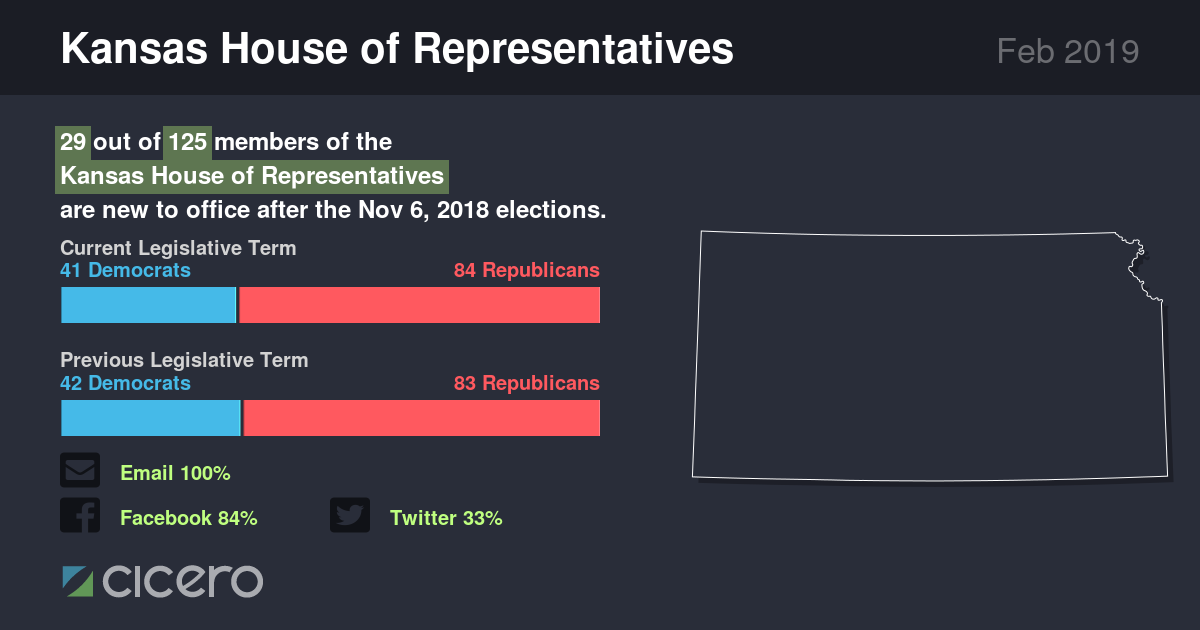 Kansas House of Representatives
Feb 2019
29 out of 125 members of the
Kansas House of Representatives
are new to office after the Nov 6, 2018 elections.
Current Legislative Term
41 Democrats
84 Republicans
Previous Legislative Term
42 Democrats
83 Republicans
Email 100%
Facebook 84%
Twitter 33%
cicero